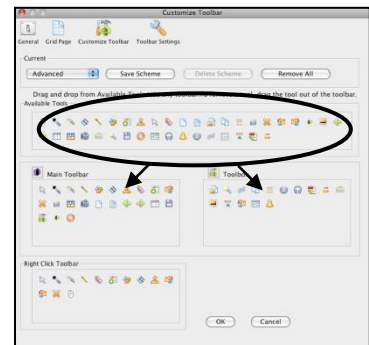 Customize Toolbar
General Grid Page Customize Toolbar Toolbar Settings
Current
Advanced Save Scheme Delete Scheme Remove All
Drag and drop from Available Tools drag the tool out of the toolbar.
Available Tools
Main Toolbar
Right Click Toolbar
OK Cancel